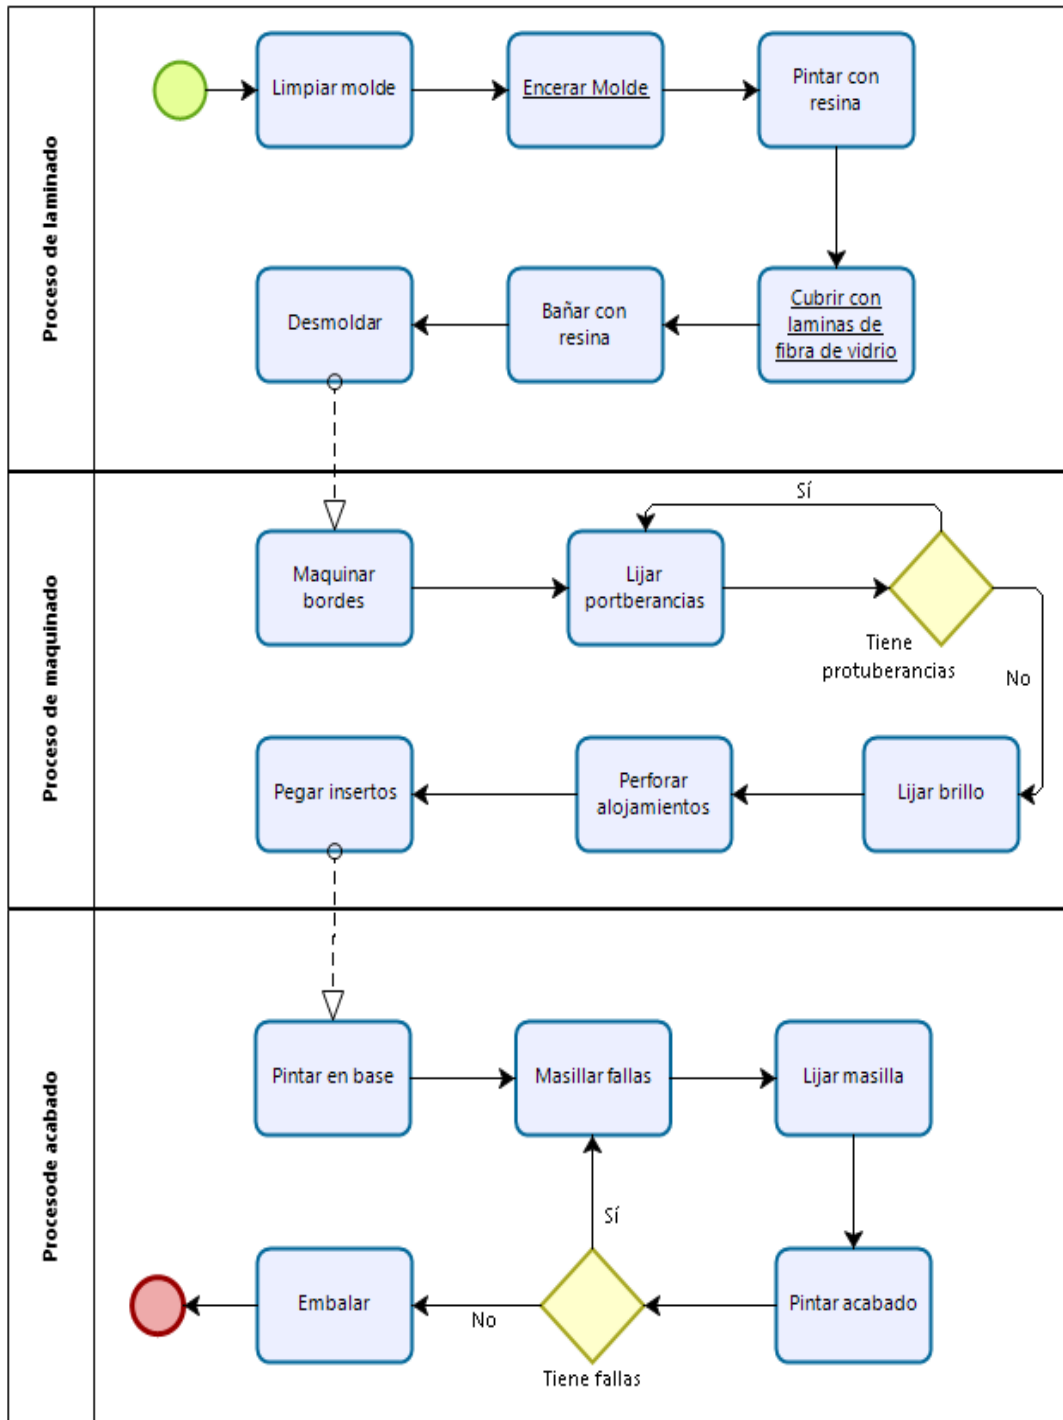 Proceso de laminado
Limpiar molde
Encerar Molde
Pintar con
resina
Desmoldar
Bañar con
resina
Cubrir con
laminas de
fibra de vidrio
Proceso de maquinado
Sí
Maquinar
bordes
Lijar
portberancias
Tiene
protuberancias
No
Pegar insertos
Perforar
alojamientos
Lijar brillo
Procesode acabado
Pintar en base
Masillar fallas
Lijar masilla
Sí
Embalar
No
Pintar acabado
Tiene fallas